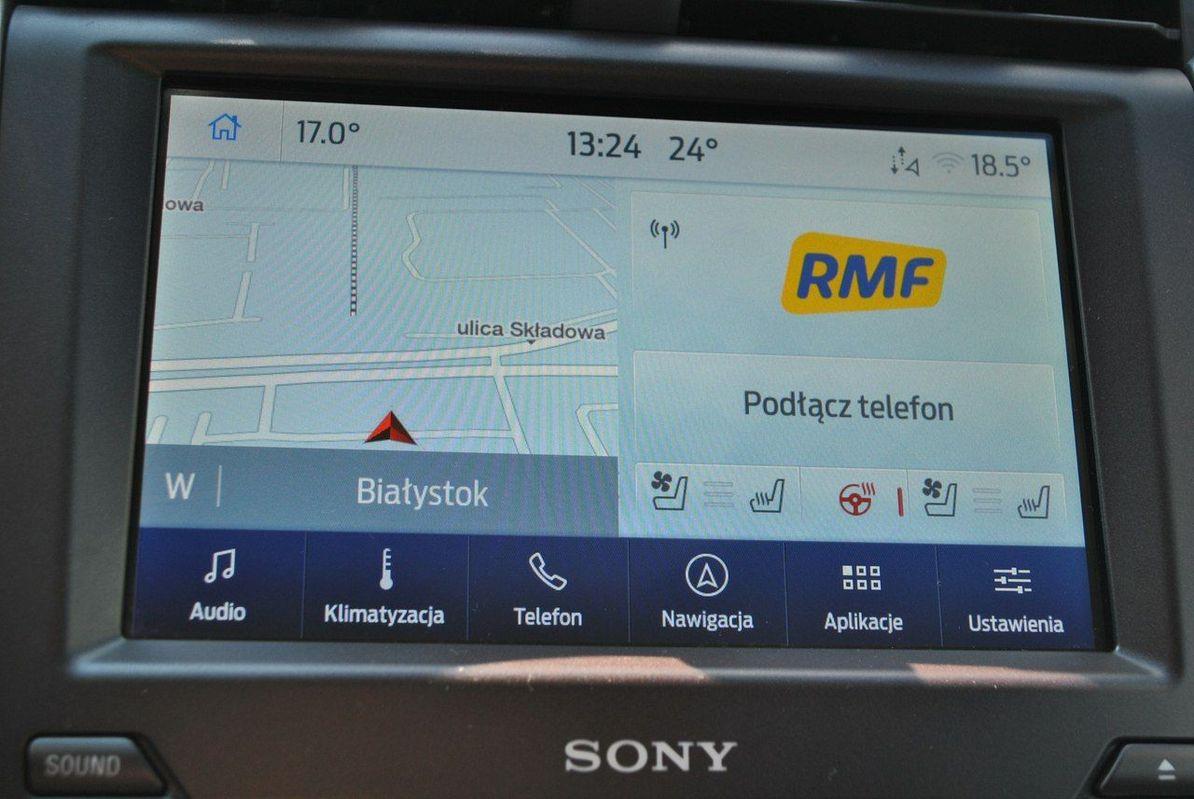 17.0°
13:24 24°
18.5°
owa
ulica Składowa
RMF
Podłącz telefon
W
Białystok
Audio
Klimatyzacja
Telefon
Nawigacja
Aplikacje
Ustawienia
SOUND
SONY